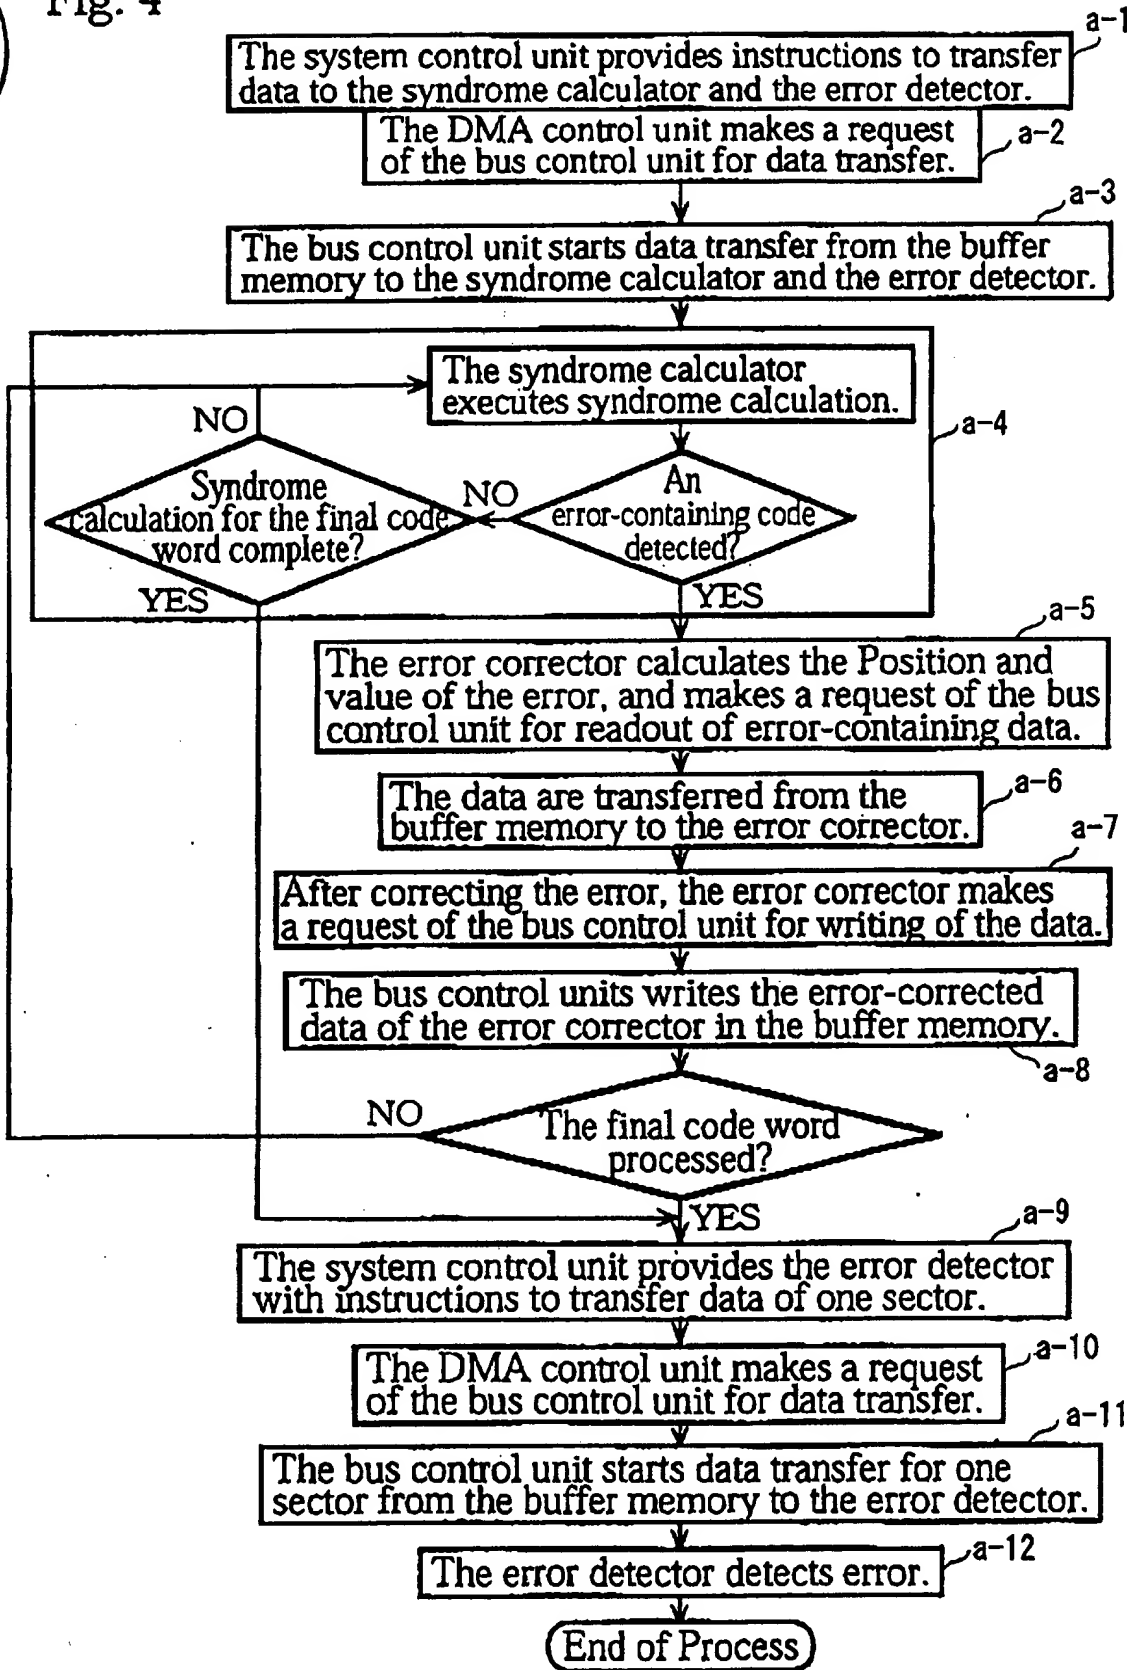 Fig. 4
a-1
The system control unit provides instructions to transfer
data to the syndrome calculator and the error detector.
The DMA control unit makes a request
of the bus control unit for data transfer.
a-2
a-3
The bus control unit starts data transfer from the buffer
memory to the syndrome calculator and the error detector.
The syndrome calculator
executes syndrome calculation.
a-4
NO
Syndrome
calculation for the final code
word complete?
NO
An
error-containing code
detected?
YES
YES
a-5
The error corrector calculates the Position and
value of the error, and makes a request of the bus
control unit for readout of error-containing data.
a-6
The data are transferred from the
buffer memory to the error corrector.
a-7
After correcting the error, the error corrector makes
a request of the bus control unit for writing of the data.
The bus control units writes the error-corrected
data of the error corrector in the buffer memory.
a-8
NO
The final code word
processed?
YES
a-9
The system control unit provides the error detector
with instructions to transfer data of one sector.
a-10
The DMA control unit makes a request
of the bus control unit for data transfer.
a-11
The bus control unit starts data transfer for one
sector from the buffer memory to the error detector.
a-12
The error detector detects error.
End of Process